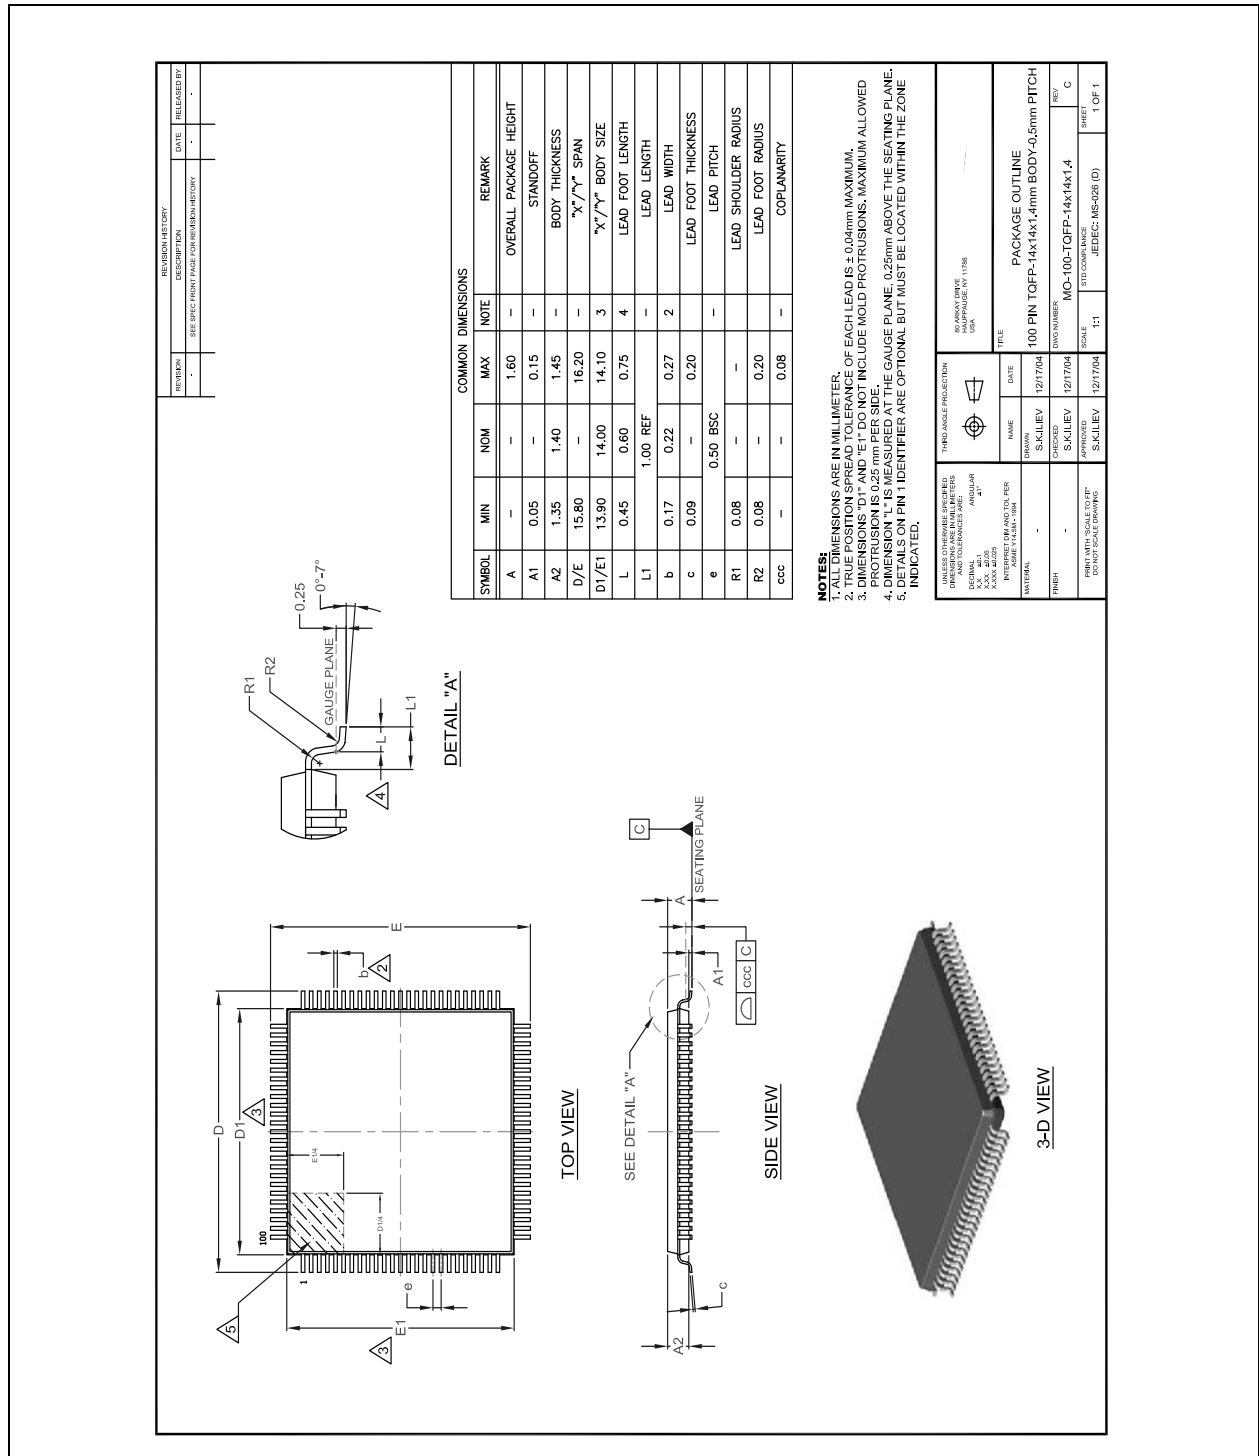 REVISION HISTORY
REVISION DESCRIPTION DATE RELEASED BY
- SEE SPEC FRONT PAGE FOR REVISION HISTORY - -
D
D1
3
E1/4
D1/4
100
1
5
e
E1
3
E
b
2
TOP VIEW
R1
R2
GAUGE PLANE
0.25
0°-7°
4
L
L1
DETAIL "A"
SEE DETAIL "A"
C
A
SEATING PLANE
A1
ccc C
A2
c
SIDE VIEW
3-D VIEW
COMMON DIMENSIONS
SYMBOL MIN NOM MAX NOTE REMARK
A - - 1.60 - OVERALL PACKAGE HEIGHT
A1 0.05 - 0.15 - STANDOFF
A2 1.35 1.40 1.45 - BODY THICKNESS
D/E 15.80 - 16.20 - "X"/"Y" SPAN
D1/E1 13.90 14.00 14.10 3 "X"/"Y" BODY SIZE
L 0.45 0.60 0.75 4 LEAD FOOT LENGTH
L1 1.00 REF - LEAD LENGTH
b 0.17 0.22 0.27 2 LEAD WIDTH
c 0.09 - 0.20 - LEAD FOOT THICKNESS
e 0.50 BSC - LEAD PITCH
R1 0.08 - - - LEAD SHOULDER RADIUS
R2 0.08 - 0.20 - LEAD FOOT RADIUS
ccc - - 0.08 - COPLANARITY
NOTES:
1. ALL DIMENSIONS ARE IN MILLIMETER.
2. TRUE POSITION SPREAD TOLERANCE OF EACH LEAD IS ± 0.04mm MAXIMUM.
3. DIMENSIONS "D1" AND "E1" DO NOT INCLUDE MOLD PROTRUSIONS. MAXIMUM ALLOWED
PROTRUSION IS 0.25 mm PER SIDE.
4. DIMENSION "L" IS MEASURED AT THE GAUGE PLANE, 0.25mm ABOVE THE SEATING PLANE.
5. DETAILS ON PIN 1 IDENTIFIER ARE OPTIONAL BUT MUST BE LOCATED WITHIN THE ZONE
INDICATED.
UNLESS OTHERWISE SPECIFIED
DIMENSIONS ARE IN MILLIMETERS
AND TOLERANCES ARE:
DECIMAL ANGULAR
X.X ±0.1 ±1°
X.XX ±0.05
X.XXX ±0.025
INTERPRET DIM AND TOL PER
ASME Y14.5M - 1994
MATERIAL
-
FINISH
-
PRINT WITH "SCALE TO FIT"
DO NOT SCALE DRAWING
THIRD ANGLE PROJECTION
NAME DATE
DRAWN
S.K.ILIEV 12/17/04
CHECKED
S.K.ILIEV 12/17/04
APPROVED
S.K.ILIEV 12/17/04
80 ARKAY DRIVE
HAUPPAUGE, NY 11788
USA
TITLE
PACKAGE OUTLINE
100 PIN TQFP-14x14x1.4mm BODY-0.5mm PITCH
DWG NUMBER REV
MO-100-TQFP-14x14x1.4 C
SCALE STD COMPLIANCE SHEET
1:1 JEDEC: MS-026 (D) 1 OF 1